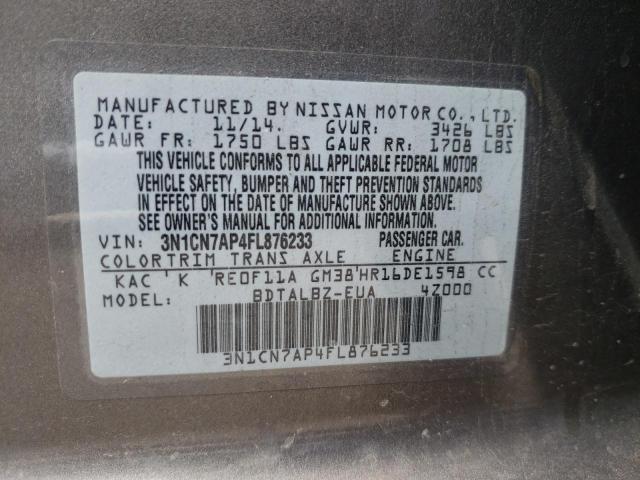 MANUFACTURED BY NISSAN MOTOR CO., LTD.
DATE: 11/14. GVWR: 3426 LBS
GAWR FR: 1750 LBS GAWR RR: 1708 LBS
THIS VEHICLE CONFORMS TO ALL APPLICABLE FEDERAL MOTOR
VEHICLE SAFETY, BUMPER AND THEFT PREVENTION STANDARDS
IN EFFECT ON THE DATE OF MANUFACTURE SHOWN ABOVE.
SEE OWNER'S MANUAL FOR ADDITIONAL INFORMATION.
VIN: 3N1CN7AP4FL876233 PASSENGER CAR.
COLOR TRIM TRANS AXLE ENGINE
KAC 'K 'RE0F11A GM38'HR16DE1598 CC
MODEL: BDTALBZ-EUA 4Z000
3N1CN7AP4FL876233